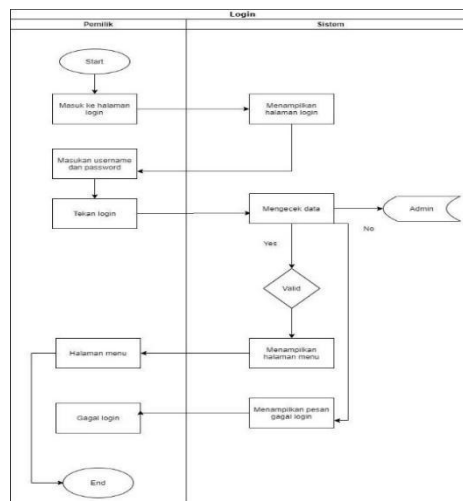 Login
Pemilik
Sistem
Start
Masuk ke halaman
login
Menampilkan
halaman login
Masukan username
dan password
Tekan login
Mengecek data
Admin
Yes
No
Valid
Halaman menu
Menampilkan
halaman menu
Gagal login
Menampilkan pesan
gagal login
End